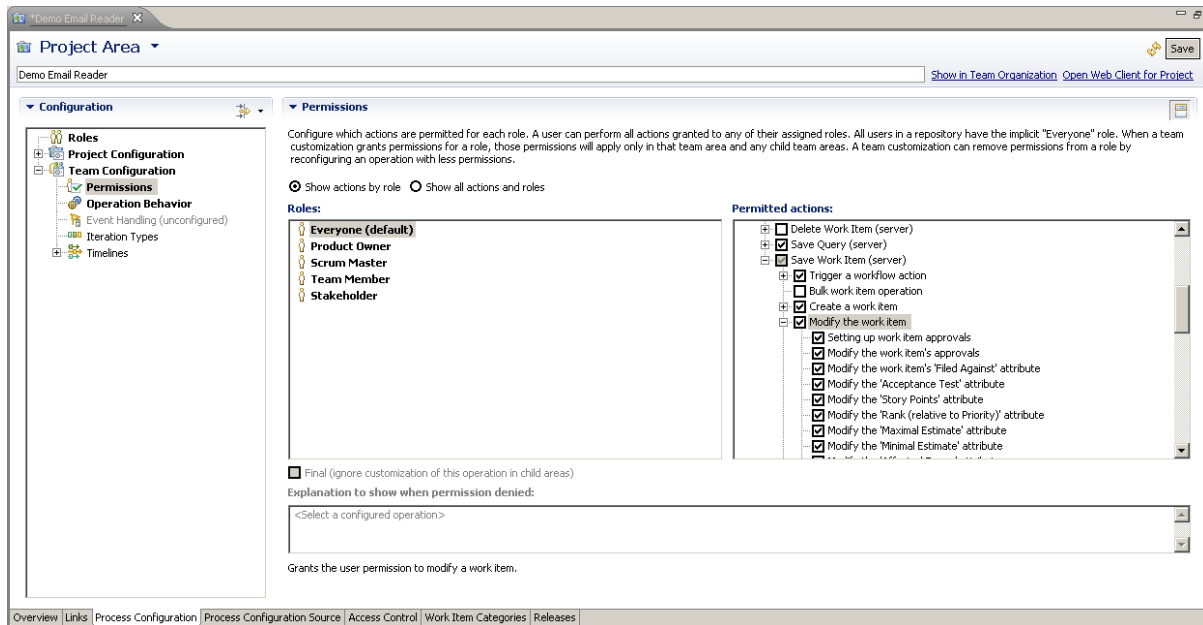 *Demo Email Reader
Project Area
Save
Demo Email Reader
Show in Team Organization Open Web Client for Project
Configuration
Roles
Project Configuration
Team Configuration
Permissions
Operation Behavior
Event Handling (unconfigured)
Iteration Types
Timelines
Permissions
Configure which actions are permitted for each role. A user can perform all actions granted to any of their assigned roles. All users in a repository have the implicit "Everyone" role. When a team
customization grants permissions for a role, those permissions will apply only in that team area and any child team areas. A team customization can remove permissions from a role by
reconfiguring an operation with less permissions.
Show actions by role Show all actions and roles
Roles:
Everyone (default)
Product Owner
Scrum Master
Team Member
Stakeholder
Permitted actions:
Delete Work Item (server)
Save Query (server)
Save Work Item (server)
Trigger a workflow action
Bulk work item operation
Create a work item
Modify the work item
Setting up work item approvals
Modify the work item's approvals
Modify the work item's 'Filed Against' attribute
Modify the 'Acceptance Test' attribute
Modify the 'Story Points' attribute
Modify the 'Rank (relative to Priority)' attribute
Modify the 'Maximal Estimate' attribute
Modify the 'Minimal Estimate' attribute
Final (ignore customization of this operation in child areas)
Explanation to show when permission denied:
<Select a configured operation>
Grants the user permission to modify a work item.
Overview Links Process Configuration Process Configuration Source Access Control Work Item Categories Releases